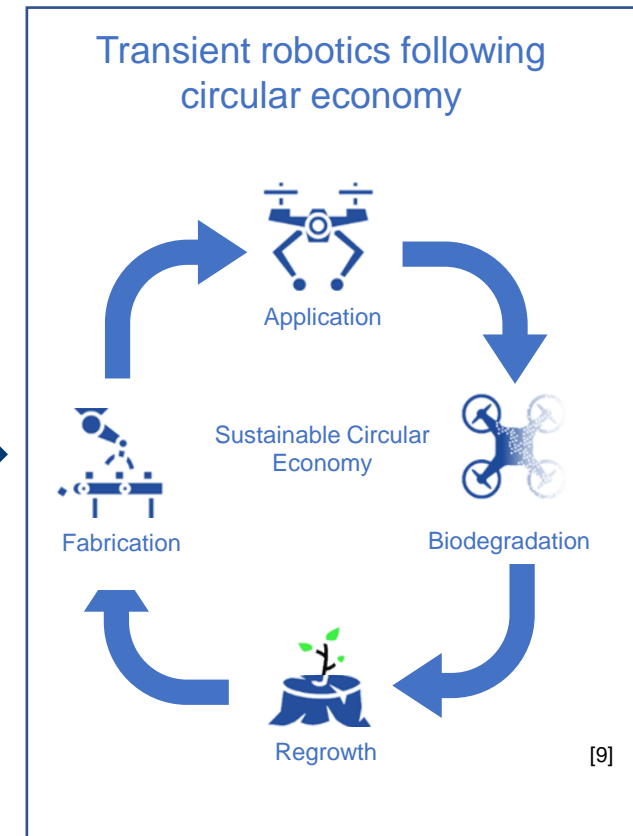 Transient robotics following
circular economy
Application
Sustainable Circular
Economy
Fabrication
Biodegradation
Regrowth
[9]